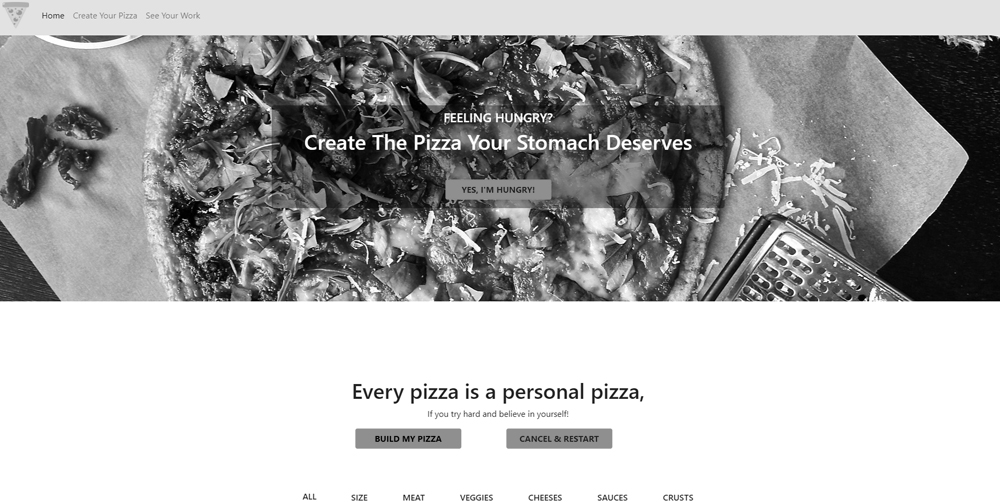 Home Create Your Pizza See Your Work
FEELING HUNGRY?
Create The Pizza Your Stomach Deserves
YES, I'M HUNGRY!
Every pizza is a personal pizza,
If you try hard and believe in yourself!
BUILD MY PIZZA CANCEL & RESTART
ALL SIZE MEAT VEGGIES CHEESES SAUCES CRUSTS